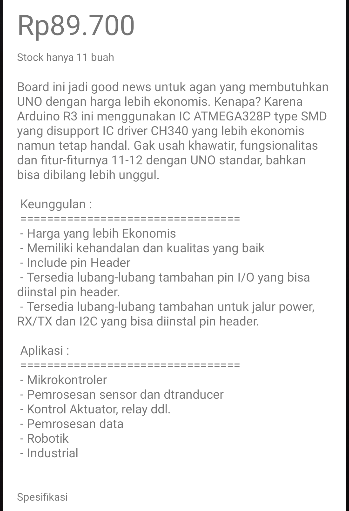 Rp89.700
Stock hanya 11 buah
Board ini jadi good news untuk agan yang membutuhkan
UNO dengan harga lebih ekonomis. Kenapa? Karena
Arduino R3 ini menggunakan IC ATMEGA328P type SMD
yang disupport IC driver CH340 yang lebih ekonomis
namun tetap handal. Gak usah khawatir, fungsionalitas
dan fitur-fiturnya 11-12 dengan UNO standar, bahkan
bisa dibilang lebih unggul.
Keunggulan :
=================================
- Harga yang lebih Ekonomis
- Memiliki kehandalan dan kualitas yang baik
- Include pin Header
- Tersedia lubang-lubang tambahan pin I/O yang bisa
diinstal pin header.
- Tersedia lubang-lubang tambahan untuk jalur power,
RX/TX dan I2C yang bisa diinstal pin header.
Aplikasi :
=================================
- Mikrokontroler
- Pemrosesan sensor dan dtranducer
- Kontrol Aktuator, relay ddl.
- Pemrosesan data
- Robotik
- Industrial
Spesifikasi